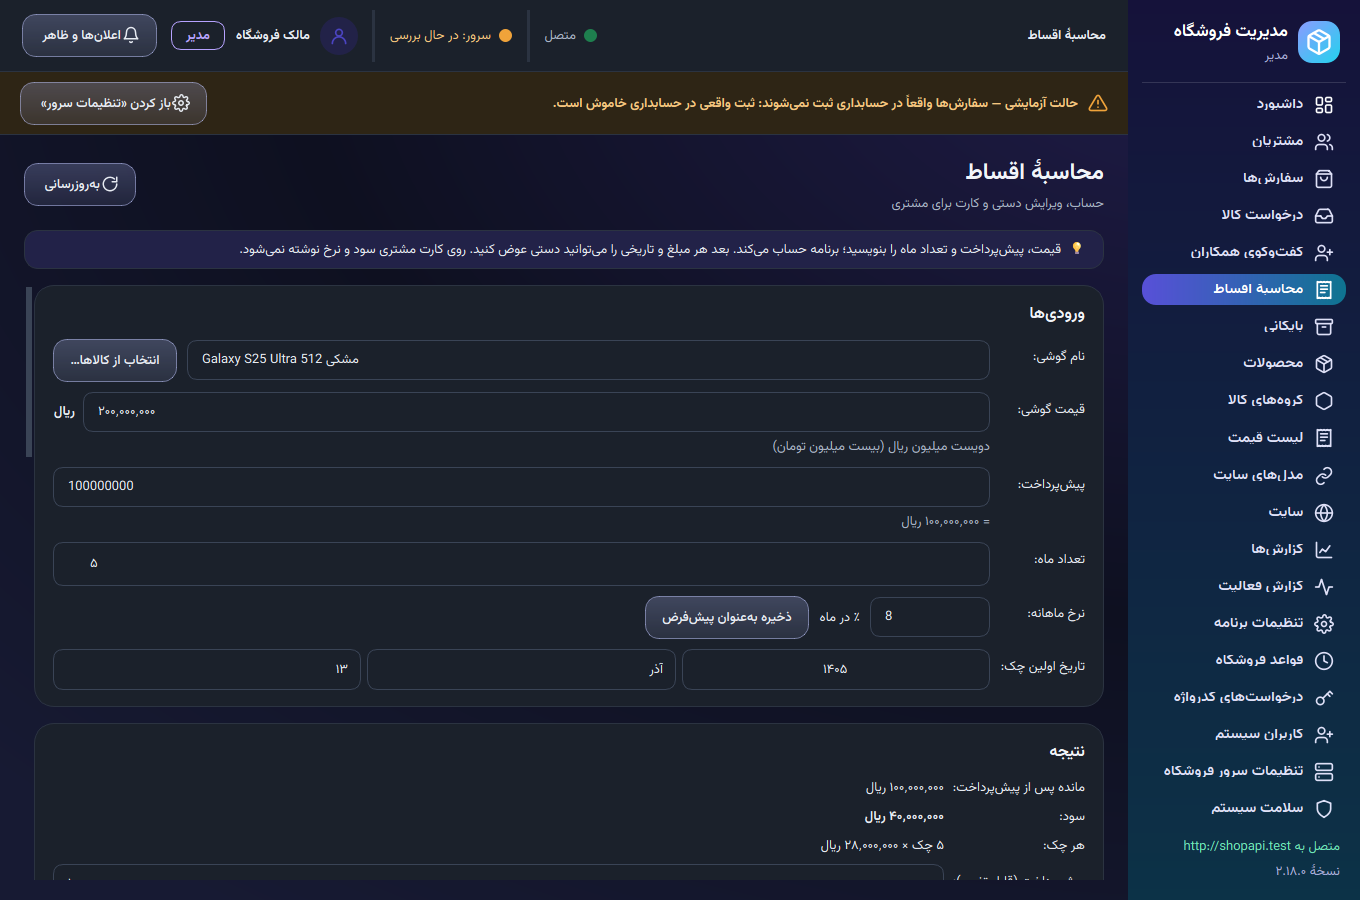 مدیریت فروشگاه
مدیر
داشبورد
مشتریان
سفارش‌ها
درخواست کالا
گفت‌وگوی همکاران
محاسبهٔ اقساط
بایگانی
محصولات
گروه‌های کالا
لیست قیمت
مدل‌های سایت
سایت
گزارش‌ها
گزارش فعالیت
تنظیمات برنامه
قواعد فروشگاه
درخواست‌های گذرواژه
کاربران سیستم
تنظیمات سرور فروشگاه
سلامت سیستم
متصل به http://shopapi.test
نسخهٔ ۲.۱۸.۰
محاسبهٔ اقساط
متصل
سرور: در حال بررسی
مالک فروشگاه
مدیر
اعلان‌ها و ظاهر
حالت آزمایشی — سفارش‌ها واقعاً در حسابداری ثبت نمی‌شوند: ثبت واقعی در حسابداری خاموش است.
باز کردن «تنظیمات سرور»
محاسبهٔ اقساط
حساب، ویرایش دستی و کارت برای مشتری
به‌روزرسانی
قیمت، پیش‌پرداخت و تعداد ماه را بنویسید؛ برنامه حساب می‌کند. بعد هر مبلغ و تاریخی را می‌توانید دستی عوض کنید. روی کارت مشتری سود و نرخ نوشته نمی‌شود.
ورودی‌ها
نام گوشی:
Galaxy S25 Ultra 512 مشکی
انتخاب از کالاها...
قیمت گوشی:
۲۰۰,۰۰۰,۰۰۰
ریال
دویست میلیون ریال (بیست میلیون تومان)
پیش‌پرداخت:
100000000
= ۱۰۰,۰۰۰,۰۰۰ ریال
تعداد ماه:
۵
نرخ ماهانه:
8
٪ در ماه
ذخیره به‌عنوان پیش‌فرض
تاریخ اولین چک:
۱۴۰۵
آذر
۱۳
نتیجه
مانده پس از پیش‌پرداخت:
۱۰۰,۰۰۰,۰۰۰ ریال
سود:
۴۰,۰۰۰,۰۰۰ ریال
هر چک:
۵ چک × ۲۸,۰۰۰,۰۰۰ ریال